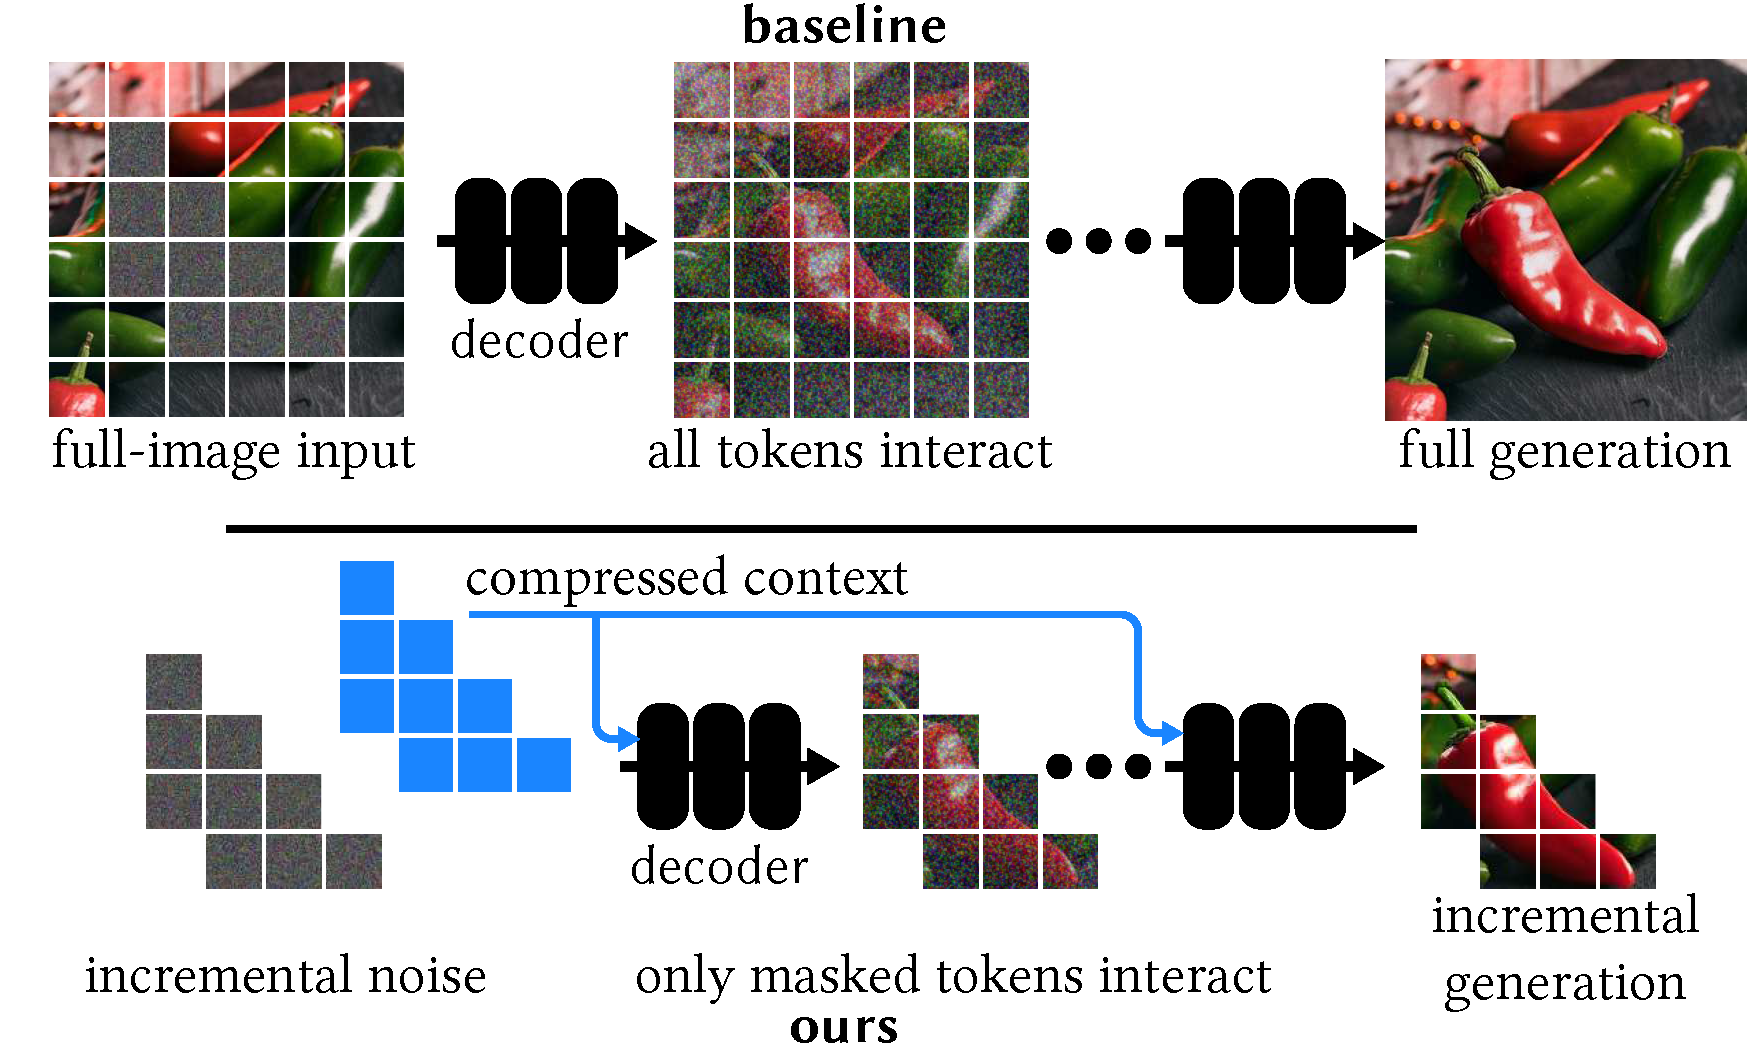 baseline
decoder
full-image input
all tokens interact
full generation
compressed context
decoder
incremental noise
only masked tokens interact
incremental
generation
ours